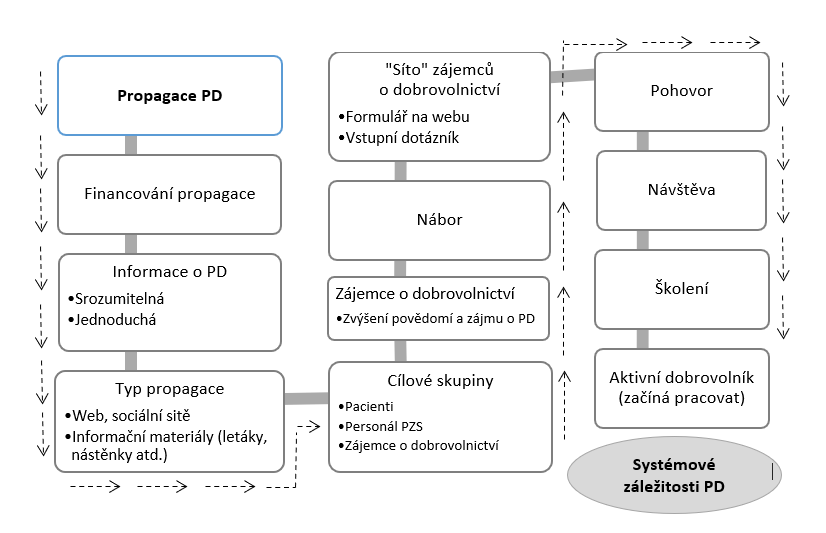 Propagace PD
Financování propagace
Informace o PD
•Srozumitelná
•Jednoduchá
Typ propagace
•Web, sociální sitě
•Informační materiály (letáky,
nástěnky atd.)
Cílové skupiny
•Pacienti
•Personál PZS
•Zájemce o dobrovolnictví
Zájemce o dobrovolnictví
•Zvýšení povědomí a zájmu o PD
Nábor
"Síto" zájemců
o dobrovolnictví
•Formulář na webu
•Vstupní dotázník
Pohovor
Návštěva
Školení
Aktivní dobrovolník
(začíná pracovat)
Systémové
záležitosti PD